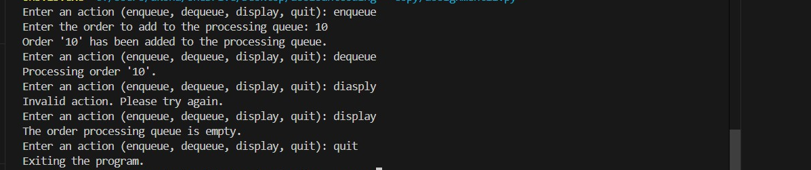 Enter an action (enqueue, dequeue, display, quit): enqueue
Enter the order to add to the processing queue: 10
Order '10' has been added to the processing queue.
Enter an action (enqueue, dequeue, display, quit): dequeue
Processing order '10'.
Enter an action (enqueue, dequeue, display, quit): diasply
Invalid action. Please try again.
Enter an action (enqueue, dequeue, display, quit): display
The order processing queue is empty.
Enter an action (enqueue, dequeue, display, quit): quit
Exiting the program.